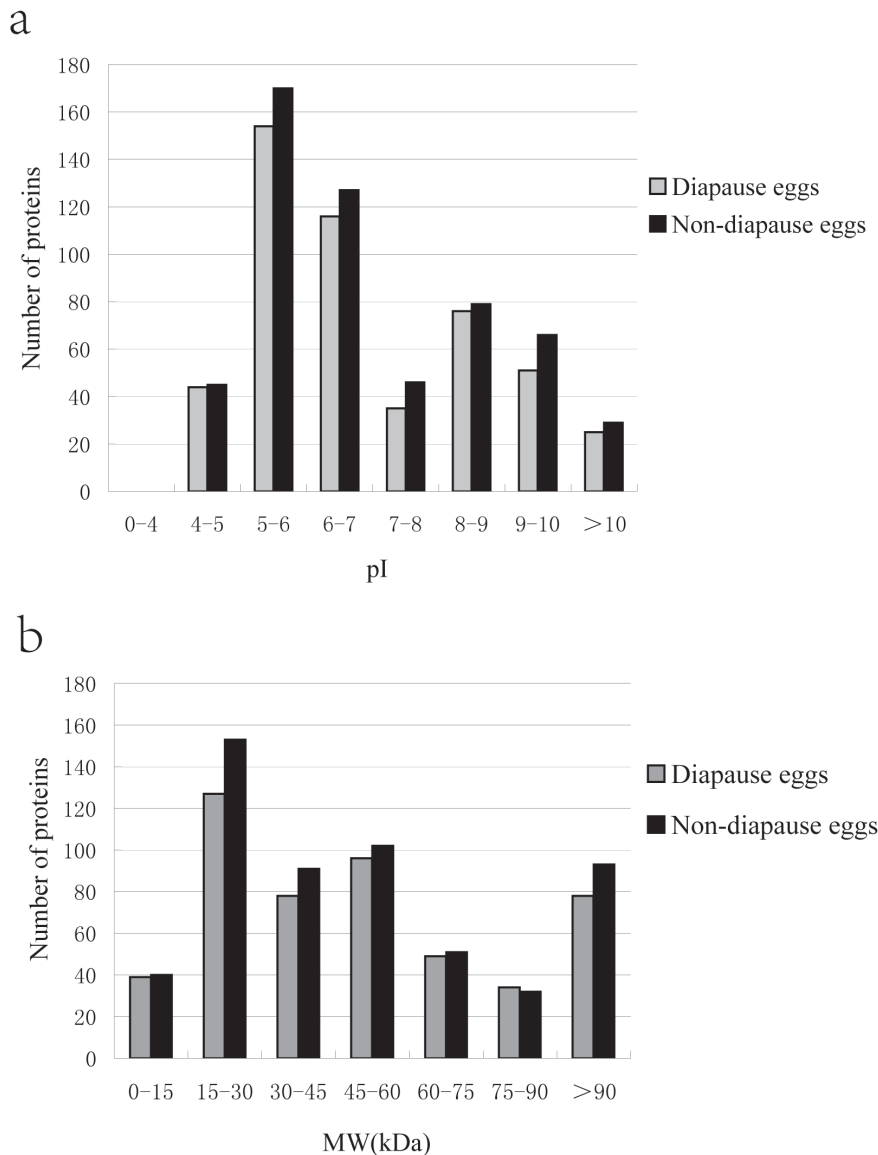 a
180
160
140
120
100
80
60
40
20
0
Number of proteins
0-4 4-5 5-6 6-7 7-8 8-9 9-10 >10
pI
Diapause eggs
Non-diapause eggs
b
180
160
140
120
100
80
60
40
20
0
Number of proteins
0-15 15-30 30-45 45-60 60-75 75-90 >90
MW(kDa)
Diapause eggs
Non-diapause eggs